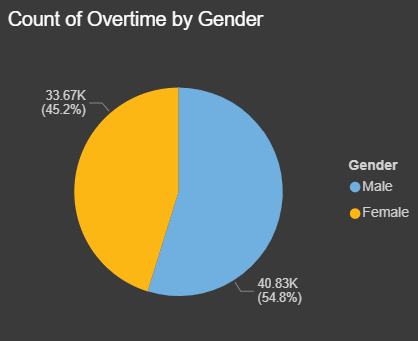 Count of Overtime by Gender
33.67K
(45.2%)
Gender
Male
Female
40.83K
(54.8%)